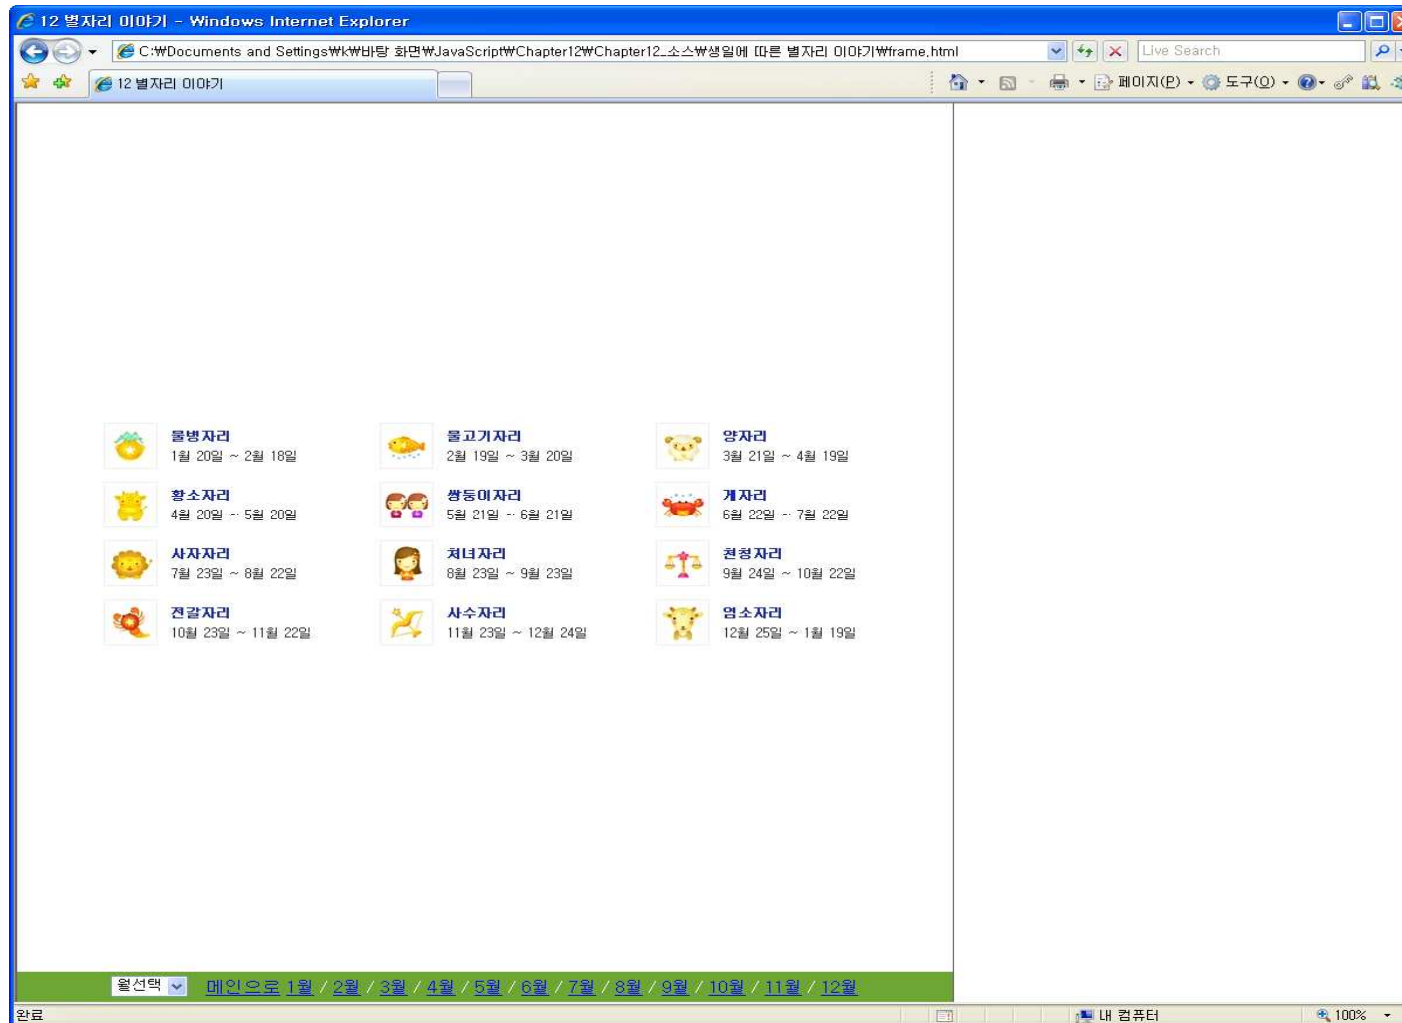 12 별자리 이야기 - Windows Internet Explorer
C:₩Documents and Settings₩k₩바탕 화면₩JavaScript₩Chapter12₩Chapter12_소스₩생일에 따른 별자리 이야기₩frame.html
Live Search
12 별자리 이야기
페이지(P) 도구(O)
물병자리 물고기자리 양자리
1월 20일 ~ 2월 18일 2월 19일 ~ 3월 20일 3월 21일 ~ 4월 19일
황소자리 쌍둥이자리 게자리
4월 20일 ~ 5월 20일 5월 21일 ~ 6월 21일 6월 22일 ~ 7월 22일
사자자리 처녀자리 천칭자리
7월 23일 ~ 8월 22일 8월 23일 ~ 9월 23일 9월 24일 ~ 10월 22일
전갈자리 사수자리 염소자리
10월 23일 ~ 11월 22일 11월 23일 ~ 12월 24일 12월 25일 ~ 1월 19일
월선택 메인으로 1월 / 2월 / 3월 / 4월 / 5월 / 6월 / 7월 / 8월 / 9월 / 10월 / 11월 / 12월
완료 내 컴퓨터 100%